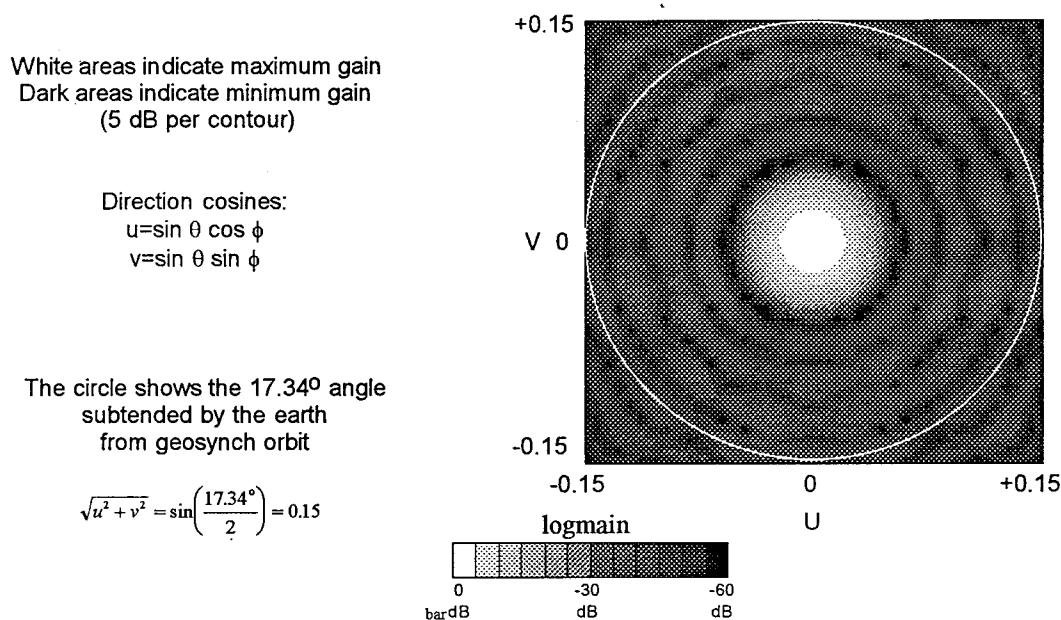 White areas indicate maximum gain
Dark areas indicate minimum gain
(5 dB per contour)
Direction cosines:
u=sin θ cos ϕ
v=sin θ sin ϕ
The circle shows the 17.34º angle
subtended by the earth
from geosynch orbit
√(u² + v²) = sin(17.34°/2) = 0.15
+0.15
V 0
-0.15
-0.15 0 +0.15
U
logmain
0 -30 -60
bar dB dB dB